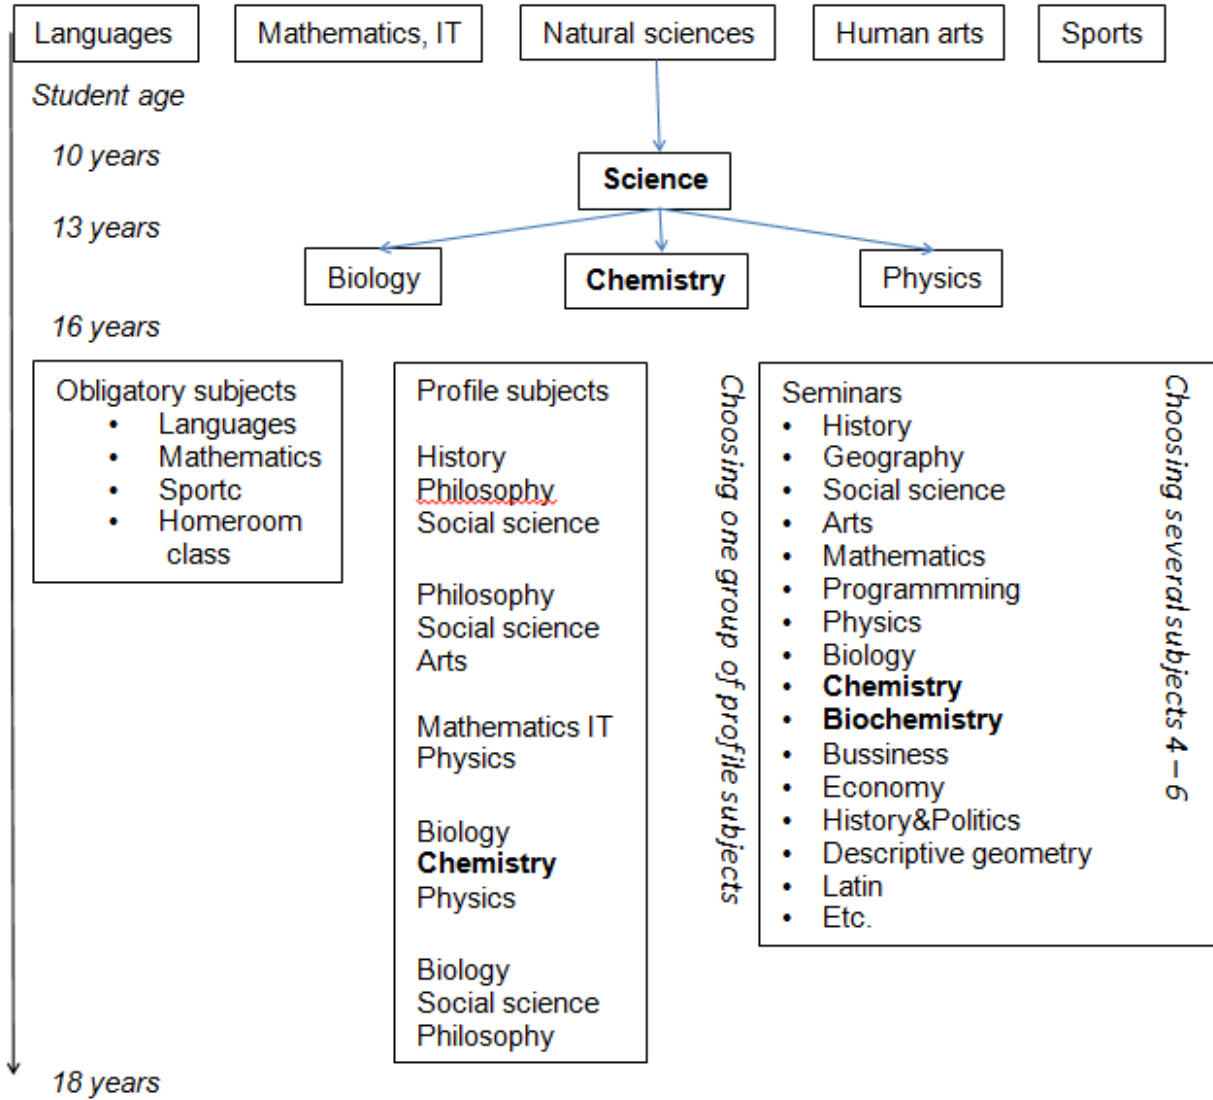 Languages
Mathematics, IT
Natural sciences
Human arts
Sports
Student age
10 years
Science
13 years
Biology
Chemistry
Physics
16 years
Obligatory subjects
• Languages
• Mathematics
• Sportc
• Homeroom
class
Profile subjects
History
Philosophy
Social science
Philosophy
Social science
Arts
Mathematics IT
Physics
Biology
Chemistry
Physics
Biology
Social science
Philosophy
Choosing one group of profile subjects
Seminars
• History
• Geography
• Social science
• Arts
• Mathematics
• Programmming
• Physics
• Biology
• Chemistry
• Biochemistry
• Bussiness
• Economy
• History&Politics
• Descriptive geometry
• Latin
• Etc.
Choosing several subjects 4 – 6
18 years